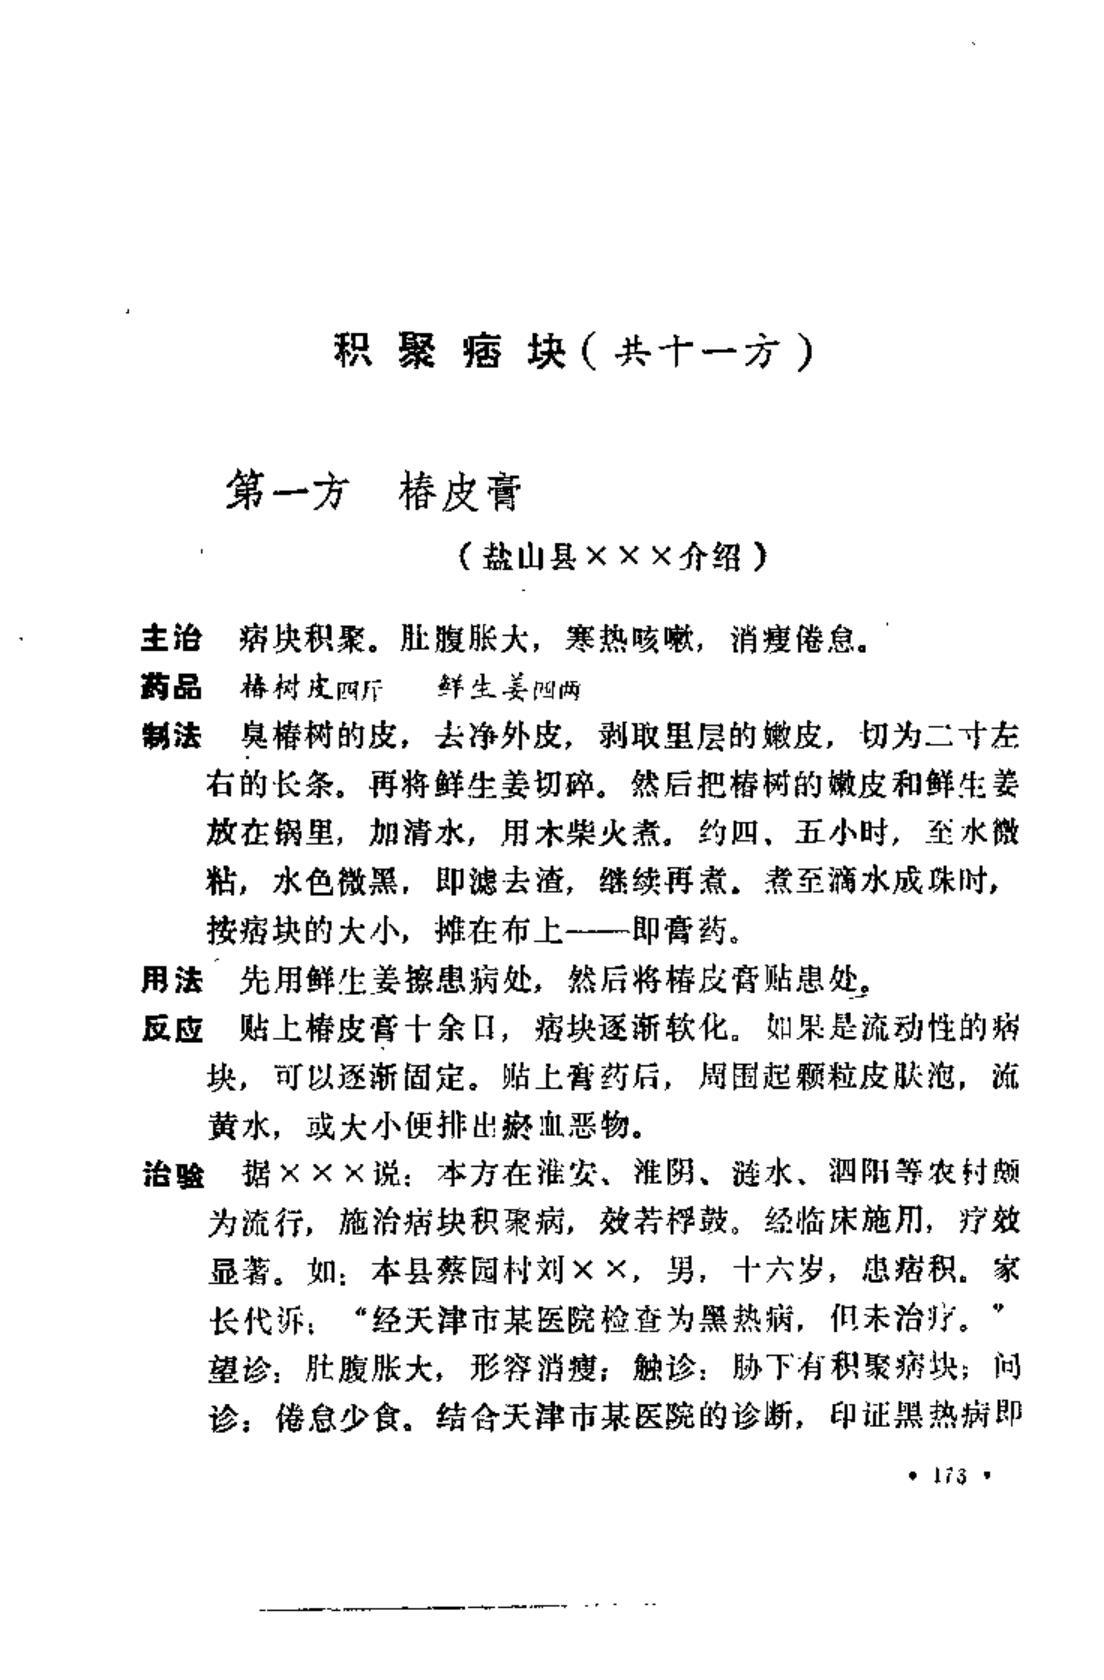 积聚痞块（共十一方）
第一方　椿皮膏
（盐山县×××介绍）
主治　痞块积聚。肚腹胀大，寒热咳嗽，消瘦倦怠。
药品　椿树皮四斤　鲜生姜四两
制法　臭椿树的皮，去净外皮，剥取里层的嫩皮，切为二寸左
右的长条。再将鲜生姜切碎。然后把椿树的嫩皮和鲜生姜
放在锅里，加清水，用木柴火煮。约四、五小时，至水微
粘，水色微黑，即滤去渣，继续再煮。煮至滴水成珠时，
按痞块的大小，摊在布上——即膏药。
用法　先用鲜生姜擦患病处，然后将椿皮膏贴患处。
反应　贴上椿皮膏十余日，痞块逐渐软化。如果是流动性的痞
块，可以逐渐固定。贴上膏药后，周围起颗粒皮肤泡，流
黄水，或大小便排出瘀血恶物。
治验　据×××说：本方在淮安、淮阴、涟水、泗阳等农村颇
为流行，施治痞块积聚病，效若桴鼓。经临床施用，疗效
显著。如：本县蔡园村刘××，男，十六岁，患痞积。家
长代诉：“经天津市某医院检查为黑热病，但未治疗。”
望诊：肚腹胀大，形容消瘦；触诊：胁下有积聚痞块；问
诊：倦怠少食。结合天津市某医院的诊断，印证黑热病即
• 173 •